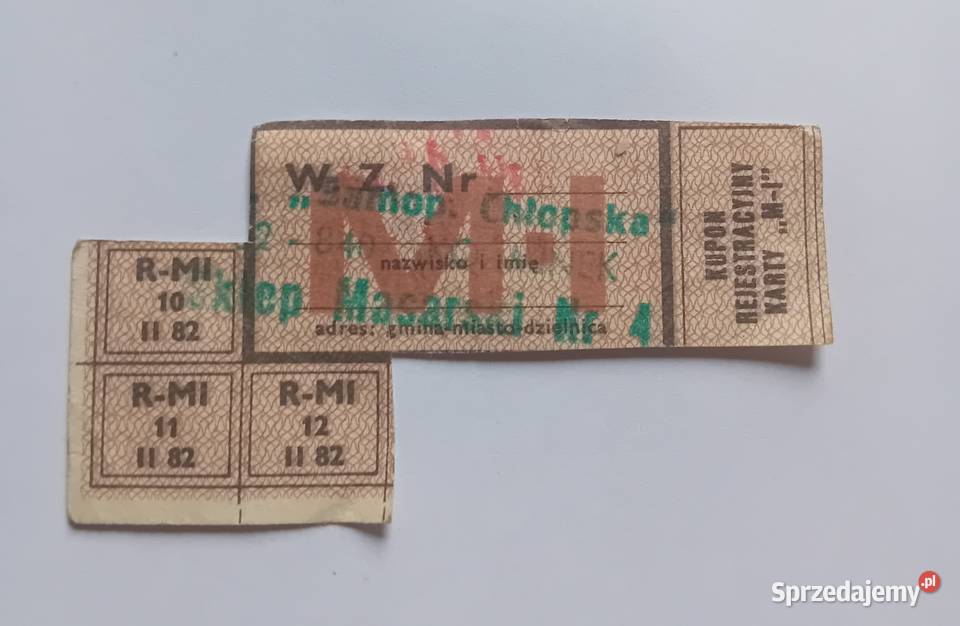 W. Z. Nr
M-I
„Samop. Chłopska”
nazwisko i imię
Sklep Masarski Nr 4
adres: gmina-miasto-dzielnica
KUPON
REJESTRACYJNY
KARTY „M-I”
R-MI
10
II 82
R-MI
11
II 82
R-MI
12
II 82
Sprzedajemy.pl